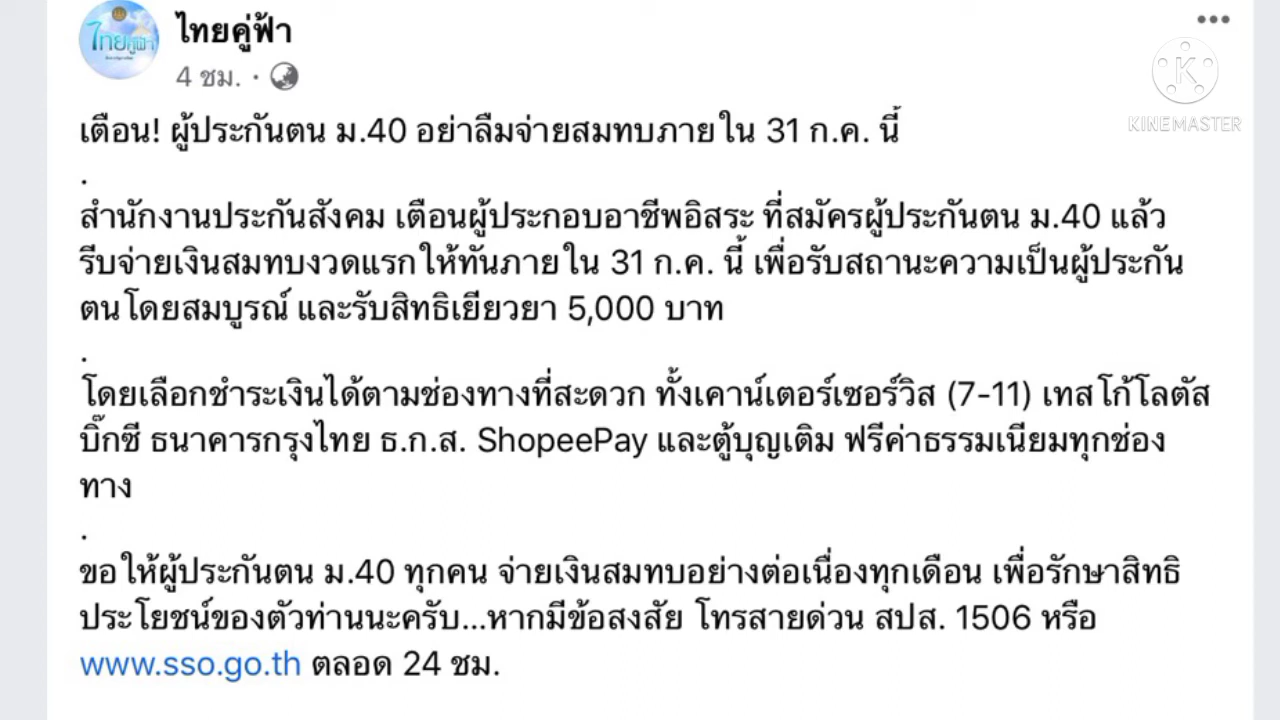 ไทยคู่ฟ้า
ไทยคู่ฟ้า
4 ชม. ·
KINEMASTER
เตือน! ผู้ประกันตน ม.40 อย่าลืมจ่ายสมทบภายใน 31 ก.ค. นี้
.
สำนักงานประกันสังคม เตือนผู้ประกอบอาชีพอิสระ ที่สมัครผู้ประกันตน ม.40 แล้ว
รีบจ่ายเงินสมทบงวดแรกให้ทันภายใน 31 ก.ค. นี้ เพื่อรับสถานะความเป็นผู้ประกัน
ตนโดยสมบูรณ์ และรับสิทธิเยียวยา 5,000 บาท
.
โดยเลือกชำระเงินได้ตามช่องทางที่สะดวก ทั้งเคาน์เตอร์เซอร์วิส (7-11) เทสโก้โลตัส
บิ๊กซี ธนาคารกรุงไทย ธ.ก.ส. ShopeePay และตู้บุญเติม ฟรีค่าธรรมเนียมทุกช่อง
ทาง
.
ขอให้ผู้ประกันตน ม.40 ทุกคน จ่ายเงินสมทบอย่างต่อเนื่องทุกเดือน เพื่อรักษาสิทธิ
ประโยชน์ของตัวท่านนะครับ...หากมีข้อสงสัย โทรสายด่วน สปส. 1506 หรือ
www.sso.go.th ตลอด 24 ชม.